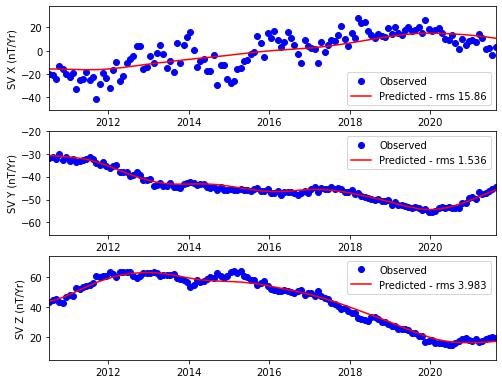 SV X (nT/Yr)
20
0
−20
−40
Observed
Predicted - rms 15.86
2012 2014 2016 2018 2020
SV Y (nT/Yr)
−20
−30
−40
−50
−60
Observed
Predicted - rms 1.536
2012 2014 2016 2018 2020
SV Z (nT/Yr)
60
40
20
Observed
Predicted - rms 3.983
2012 2014 2016 2018 2020